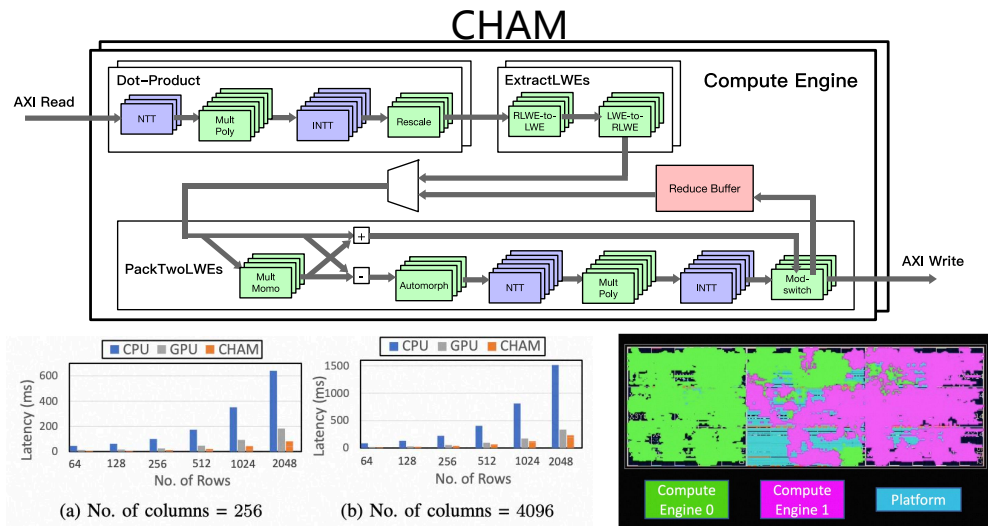 CHAM
Compute Engine
Dot-Product
ExtractLWEs
AXI Read
NTT
Mult
Poly
INTT
Rescale
RLWE-to-
LWE
LWE-to-
RLWE
Reduce Buffer
PackTwoLWEs
+
-
Mult
Momo
Automorph
NTT
Mult
Poly
INTT
Mod-
switch
AXI Write
CPU GPU CHAM
Latency (ms)
600
400
200
0
64 128 256 512 1024 2048
No. of Rows
(a) No. of columns = 256
CPU GPU CHAM
Latency (ms)
1500
1000
500
0
64 128 256 512 1024 2048
No. of Rows
(b) No. of columns = 4096
Compute
Engine 0
Compute
Engine 1
Platform